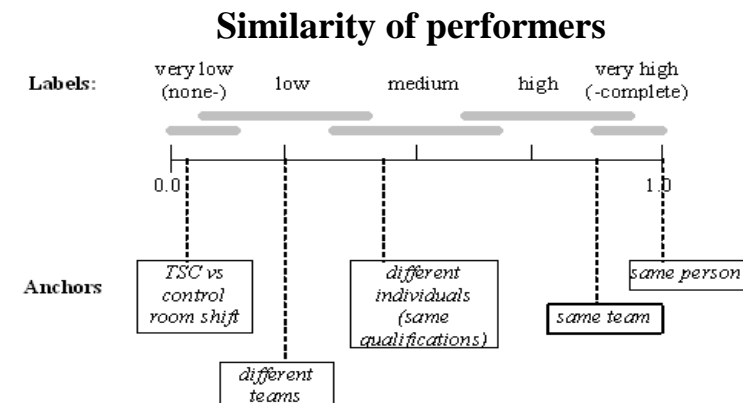 Similarity of performers
Labels:
very low
(none-)
low
medium
high
very high
(-complete)
0.0
1.0
Anchors
TSC vs
control
room shift
different
teams
different
individuals
(same
qualifications)
same team
same person